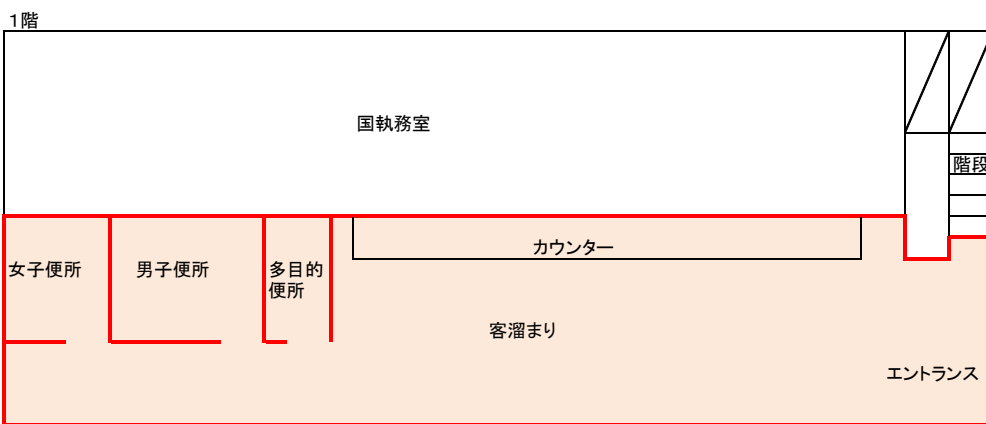 1階
国執務室
階段
カウンター
女子便所
男子便所
多目的
便所
客溜まり
エントランス